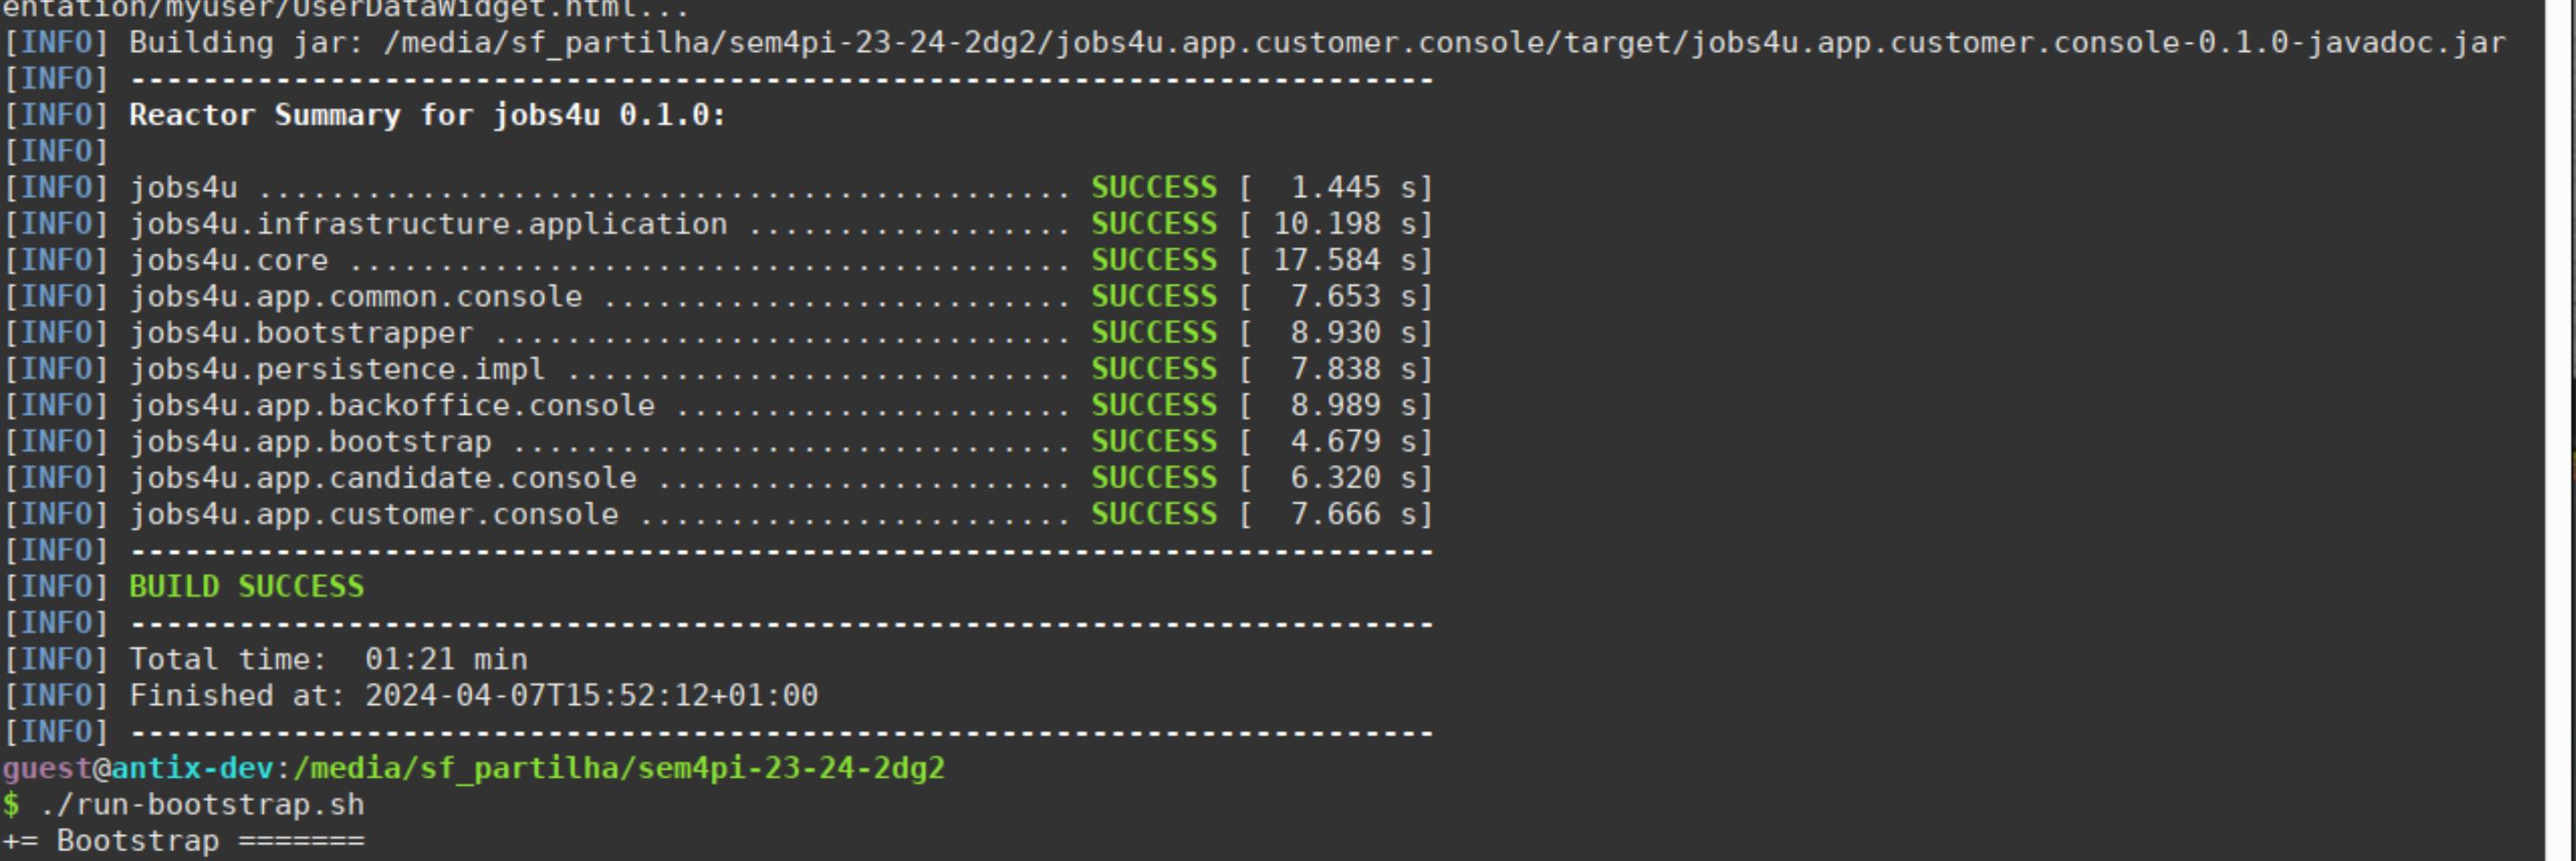 entation/myuser/UserDataWidget.html...
[INFO] Building jar: /media/sf_partilha/sem4pi-23-24-2dg2/jobs4u.app.customer.console/target/jobs4u.app.customer.console-0.1.0-javadoc.jar
[INFO] ------------------------------------------------------------------------
[INFO] Reactor Summary for jobs4u 0.1.0:
[INFO]
[INFO] jobs4u ............................................. SUCCESS [  1.445 s]
[INFO] jobs4u.infrastructure.application .................. SUCCESS [ 10.198 s]
[INFO] jobs4u.core ........................................ SUCCESS [ 17.584 s]
[INFO] jobs4u.app.common.console .......................... SUCCESS [  7.653 s]
[INFO] jobs4u.bootstrapper ................................ SUCCESS [  8.930 s]
[INFO] jobs4u.persistence.impl ............................ SUCCESS [  7.838 s]
[INFO] jobs4u.app.backoffice.console ...................... SUCCESS [  8.989 s]
[INFO] jobs4u.app.bootstrap ............................... SUCCESS [  4.679 s]
[INFO] jobs4u.app.candidate.console ....................... SUCCESS [  6.320 s]
[INFO] jobs4u.app.customer.console ........................ SUCCESS [  7.666 s]
[INFO] ------------------------------------------------------------------------
[INFO] BUILD SUCCESS
[INFO] ------------------------------------------------------------------------
[INFO] Total time:  01:21 min
[INFO] Finished at: 2024-04-07T15:52:12+01:00
[INFO] ------------------------------------------------------------------------
guest@antix-dev:/media/sf_partilha/sem4pi-23-24-2dg2
$ ./run-bootstrap.sh
+= Bootstrap =======